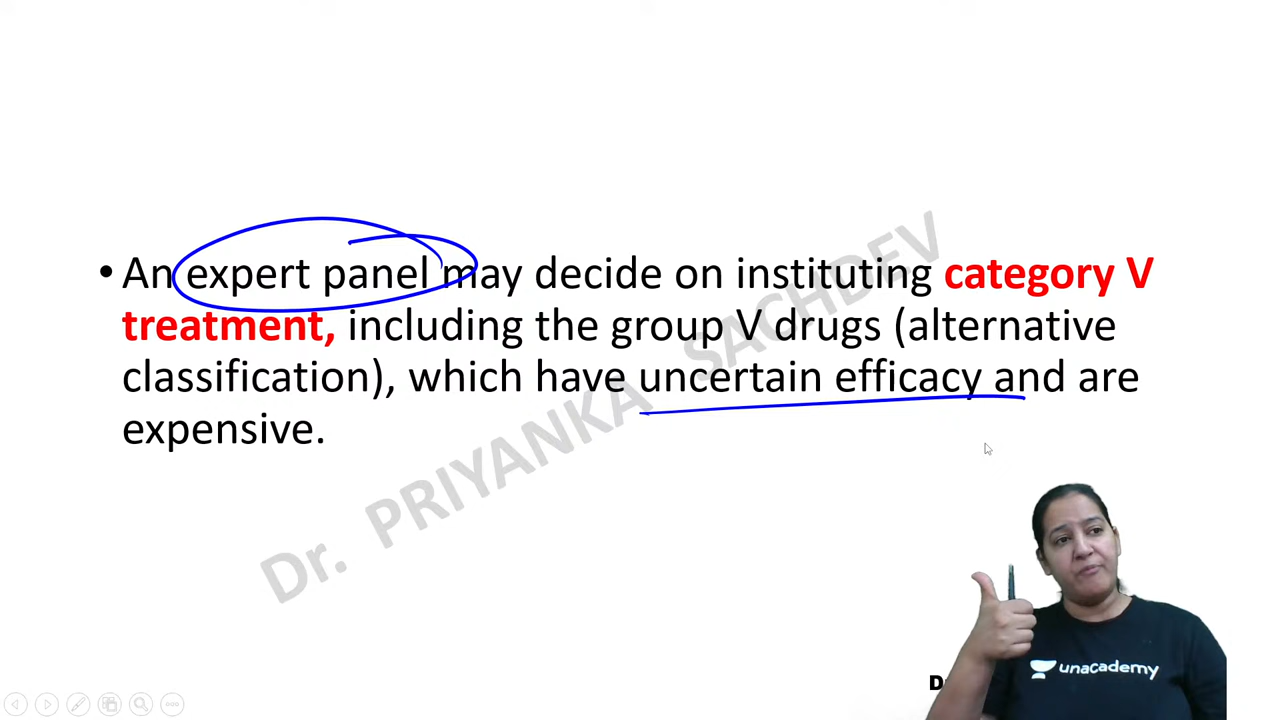 • An expert panel may decide on instituting category V
treatment, including the group V drugs (alternative
classification), which have uncertain efficacy and are
expensive.
Dr. PRIYANKA SACHDEV
unacademy